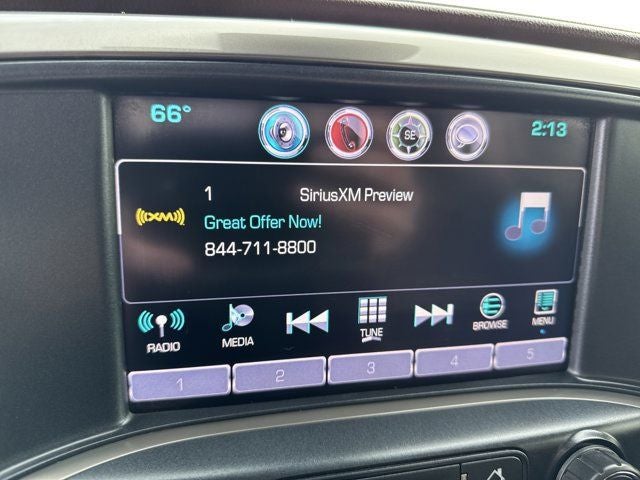 66°
SE
2:13
1 SiriusXM Preview
((XM))
Great Offer Now!
844-711-8800
RADIO
MEDIA
TUNE
BROWSE
MENU
1 2 3 4 5